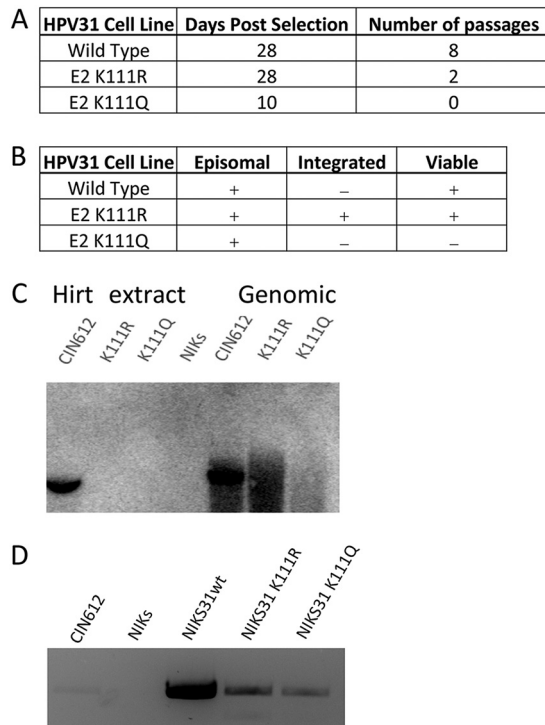 A
HPV31 Cell Line Days Post Selection Number of passages
Wild Type 28 8
E2 K111R 28 2
E2 K111Q 10 0
B
HPV31 Cell Line Episomal Integrated Viable
Wild Type + – +
E2 K111R + + +
E2 K111Q + – –
C Hirt extract Genomic
CIN612 K111R K111Q NIKs CIN612 K111R K111Q
D
CIN612 NIKs NIKS31wt NIKS31 K111R NIKS31 K111Q